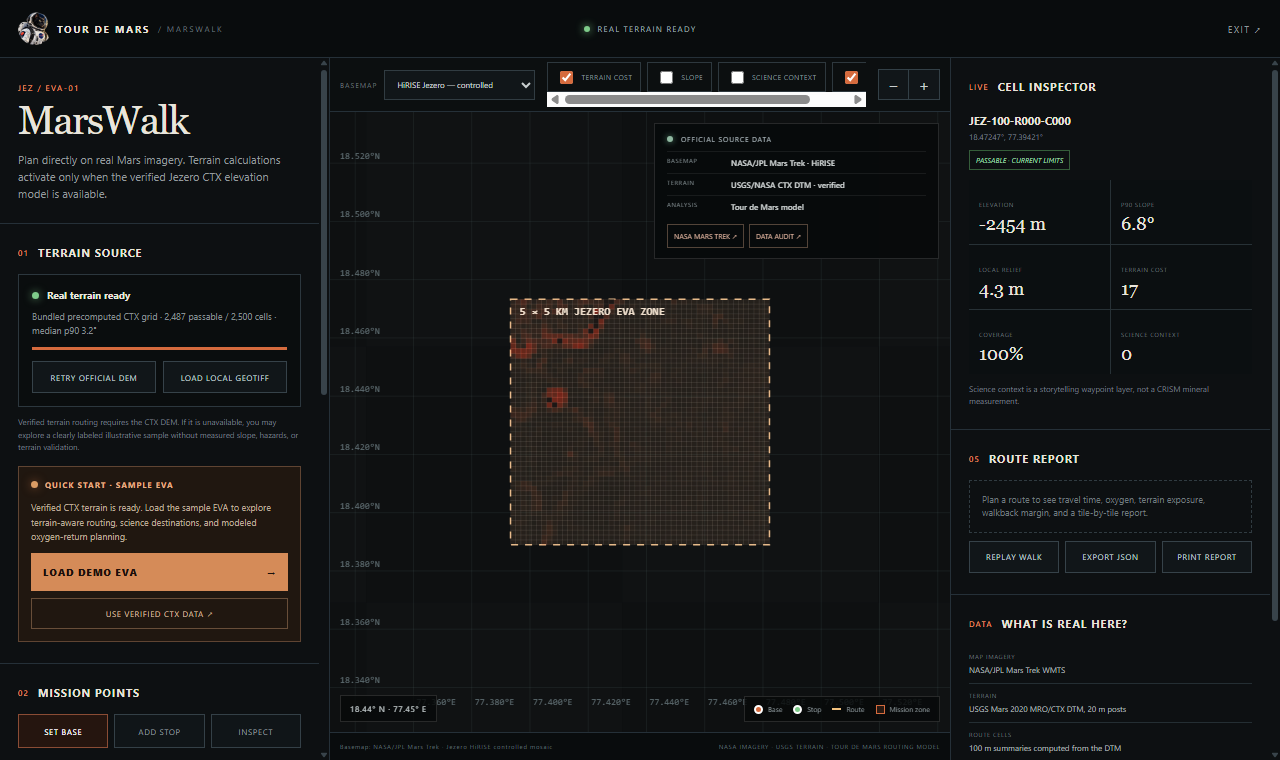 TOUR DE MARS / MARSWALK
REAL TERRAIN READY
EXIT ↗
JEZ / EVA-01
MarsWalk
Plan directly on real Mars imagery. Terrain calculations
activate only when the verified Jezero CTX elevation
model is available.
01 TERRAIN SOURCE
Real terrain ready
Bundled precomputed CTX grid · 2,487 passable / 2,500 cells ·
median p90 3.2°
RETRY OFFICIAL DEM
LOAD LOCAL GEOTIFF
Verified terrain routing requires the CTX DEM. If it is unavailable, you may
explore a clearly labeled illustrative sample without measured slope, hazards, or
terrain validation.
QUICK START · SAMPLE EVA
Verified CTX terrain is ready. Load the sample EVA to explore
terrain-aware routing, science destinations, and modeled
oxygen-return planning.
LOAD DEMO EVA →
USE VERIFIED CTX DATA ↗
02 MISSION POINTS
SET BASE
ADD STOP
INSPECT
BASEMAP
HiRISE Jezero — controlled
TERRAIN COST
SLOPE
SCIENCE CONTEXT
−
+
OFFICIAL SOURCE DATA
BASEMAP NASA/JPL Mars Trek · HiRISE
TERRAIN USGS/NASA CTX DTM · verified
ANALYSIS Tour de Mars model
NASA MARS TREK ↗
DATA AUDIT ↗
18.520°N
18.500°N
18.480°N
18.460°N
18.440°N
18.420°N
18.400°N
18.380°N
18.360°N
18.340°N
5 × 5 KM JEZERO EVA ZONE
18.44° N · 77.45° E
60°E
77.380°E
77.400°E
77.420°E
77.440°E
77.460°
Base
Stop
Route
Mission zone
Basemap: NASA/JPL Mars Trek · Jezero HiRISE controlled mosaic
NASA IMAGERY · USGS TERRAIN · TOUR DE MARS ROUTING MODEL
LIVE CELL INSPECTOR
JEZ-100-R000-C000
18.47247°, 77.39421°
PASSABLE · CURRENT LIMITS
ELEVATION
-2454 m
P90 SLOPE
6.8°
LOCAL RELIEF
4.3 m
TERRAIN COST
17
COVERAGE
100%
SCIENCE CONTEXT
0
Science context is a storytelling waypoint layer, not a CRISM mineral
measurement.
05 ROUTE REPORT
Plan a route to see travel time, oxygen, terrain exposure,
walkback margin, and a tile-by-tile report.
REPLAY WALK
EXPORT JSON
PRINT REPORT
DATA WHAT IS REAL HERE?
MAP IMAGERY
NASA/JPL Mars Trek WMTS
TERRAIN
USGS Mars 2020 MRO/CTX DTM, 20 m posts
ROUTE CELLS
100 m summaries computed from the DTM